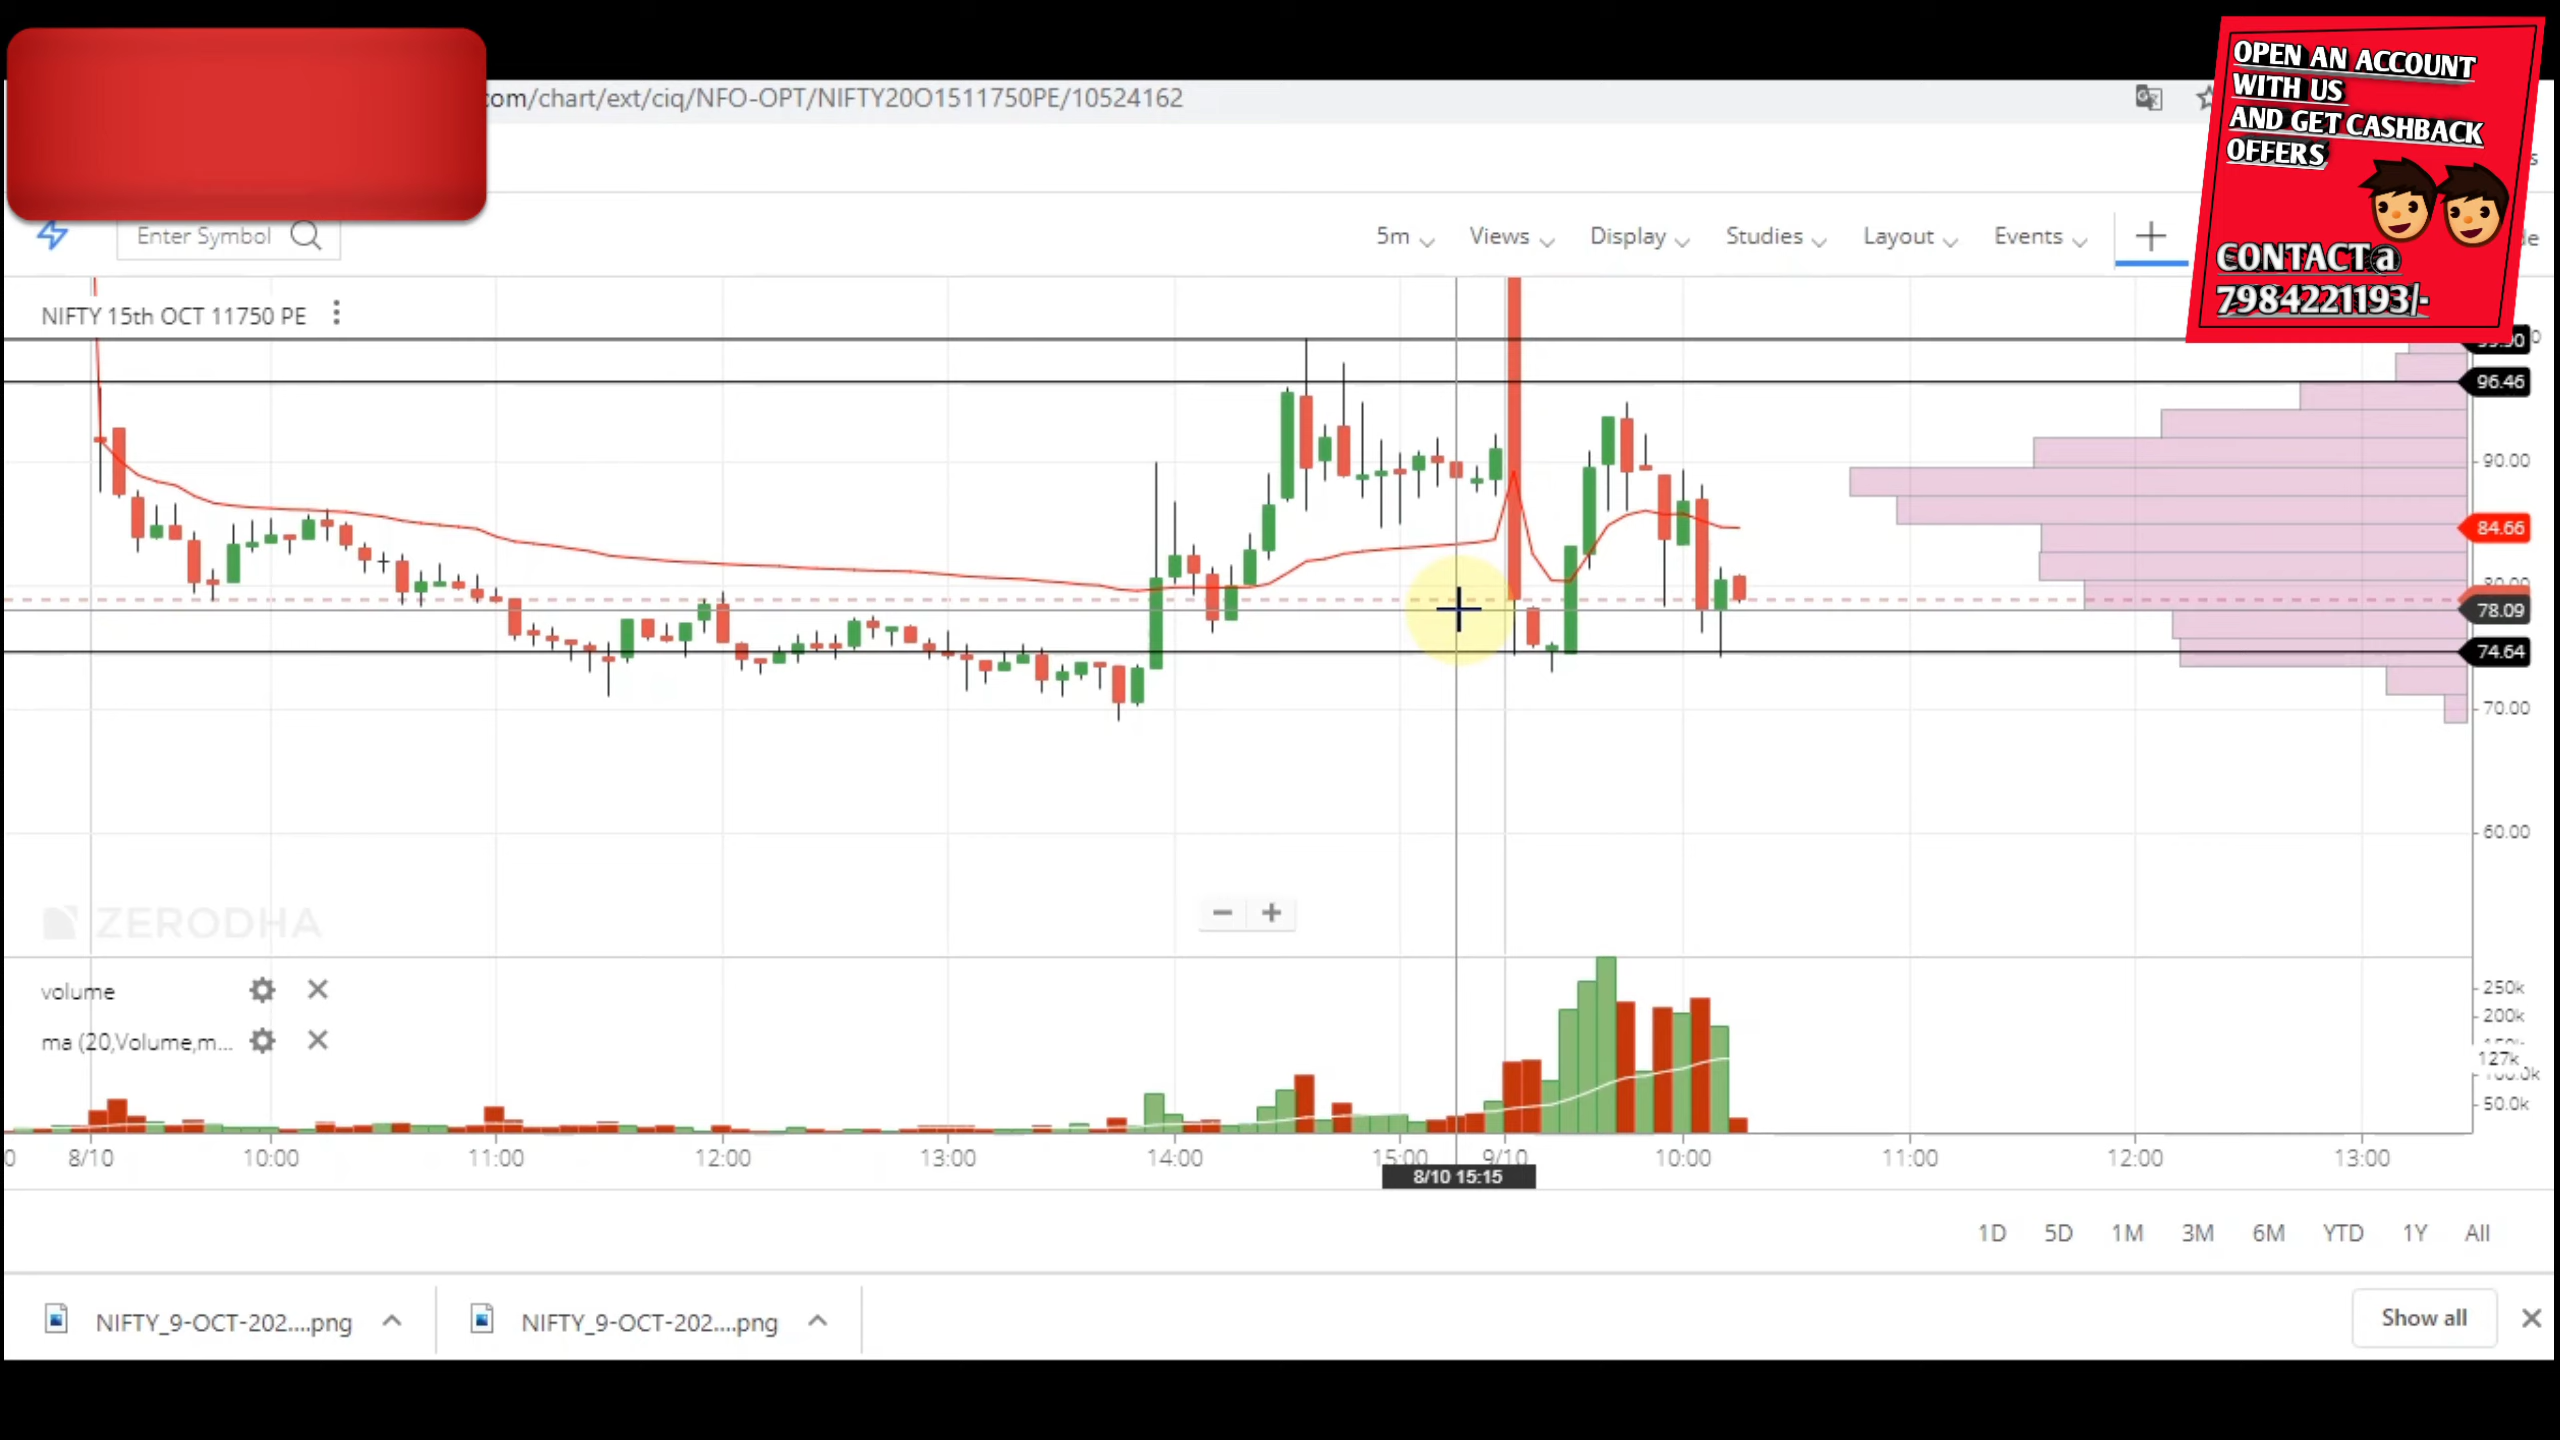 OPEN AN ACCOUNT
WITH US
AND GET CASHBACK
OFFERS
CONTACT@
7984221193/-
com/chart/ext/ciq/NFO-OPT/NIFTY20O1511750PE/10524162
Enter Symbol
5m Views Display Studies Layout Events
NIFTY 15th OCT 11750 PE
96.46
90.00
84.66
78.09
74.64
70.00
60.00
ZERODHA
volume
ma (20,Volume,m...
250k
200k
127k
50.0k
8/10 10:00 11:00 12:00 13:00 14:00 15:00 9/10 10:00 11:00 12:00 13:00
8/10 15:15
1D 5D 1M 3M 6M YTD 1Y All
NIFTY_9-OCT-202....png NIFTY_9-OCT-202....png Show all